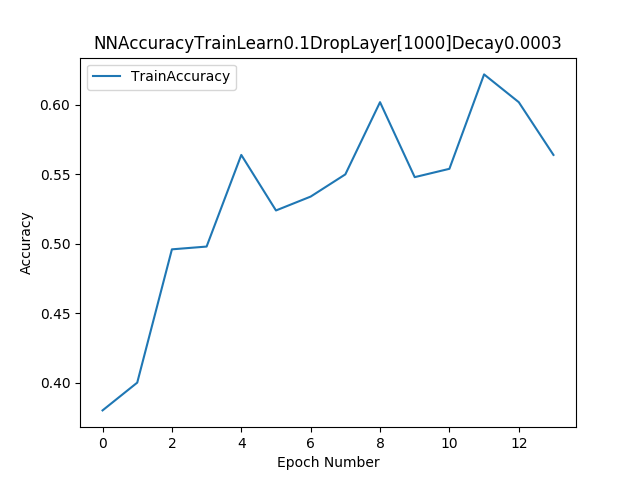 NNAccuracyTrainLearn0.1DropLayer[1000]Decay0.0003
TrainAccuracy
0.60
0.55
0.50
0.45
0.40
Accuracy
0 2 4 6 8 10 12
Epoch Number